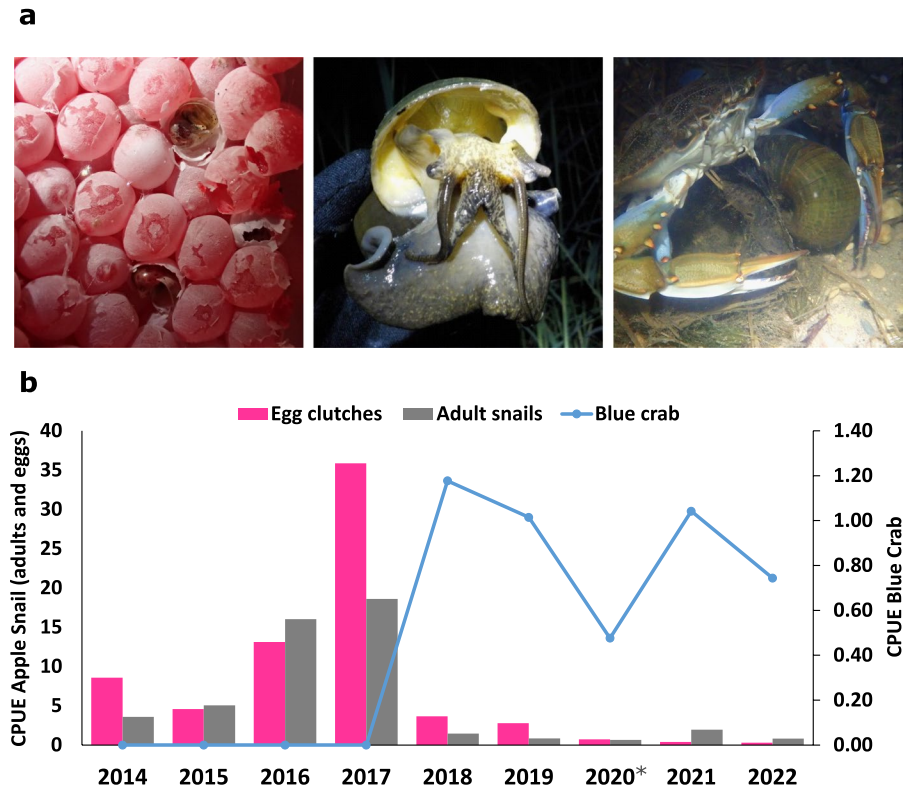 a
b
Egg clutches Adult snails Blue crab
CPUE Apple Snail (adults and eggs)
40
35
30
25
20
15
10
5
0
1.40
1.20
1.00
0.80
0.60
0.40
0.20
0.00
CPUE Blue Crab
2014 2015 2016 2017 2018 2019 2020* 2021 2022